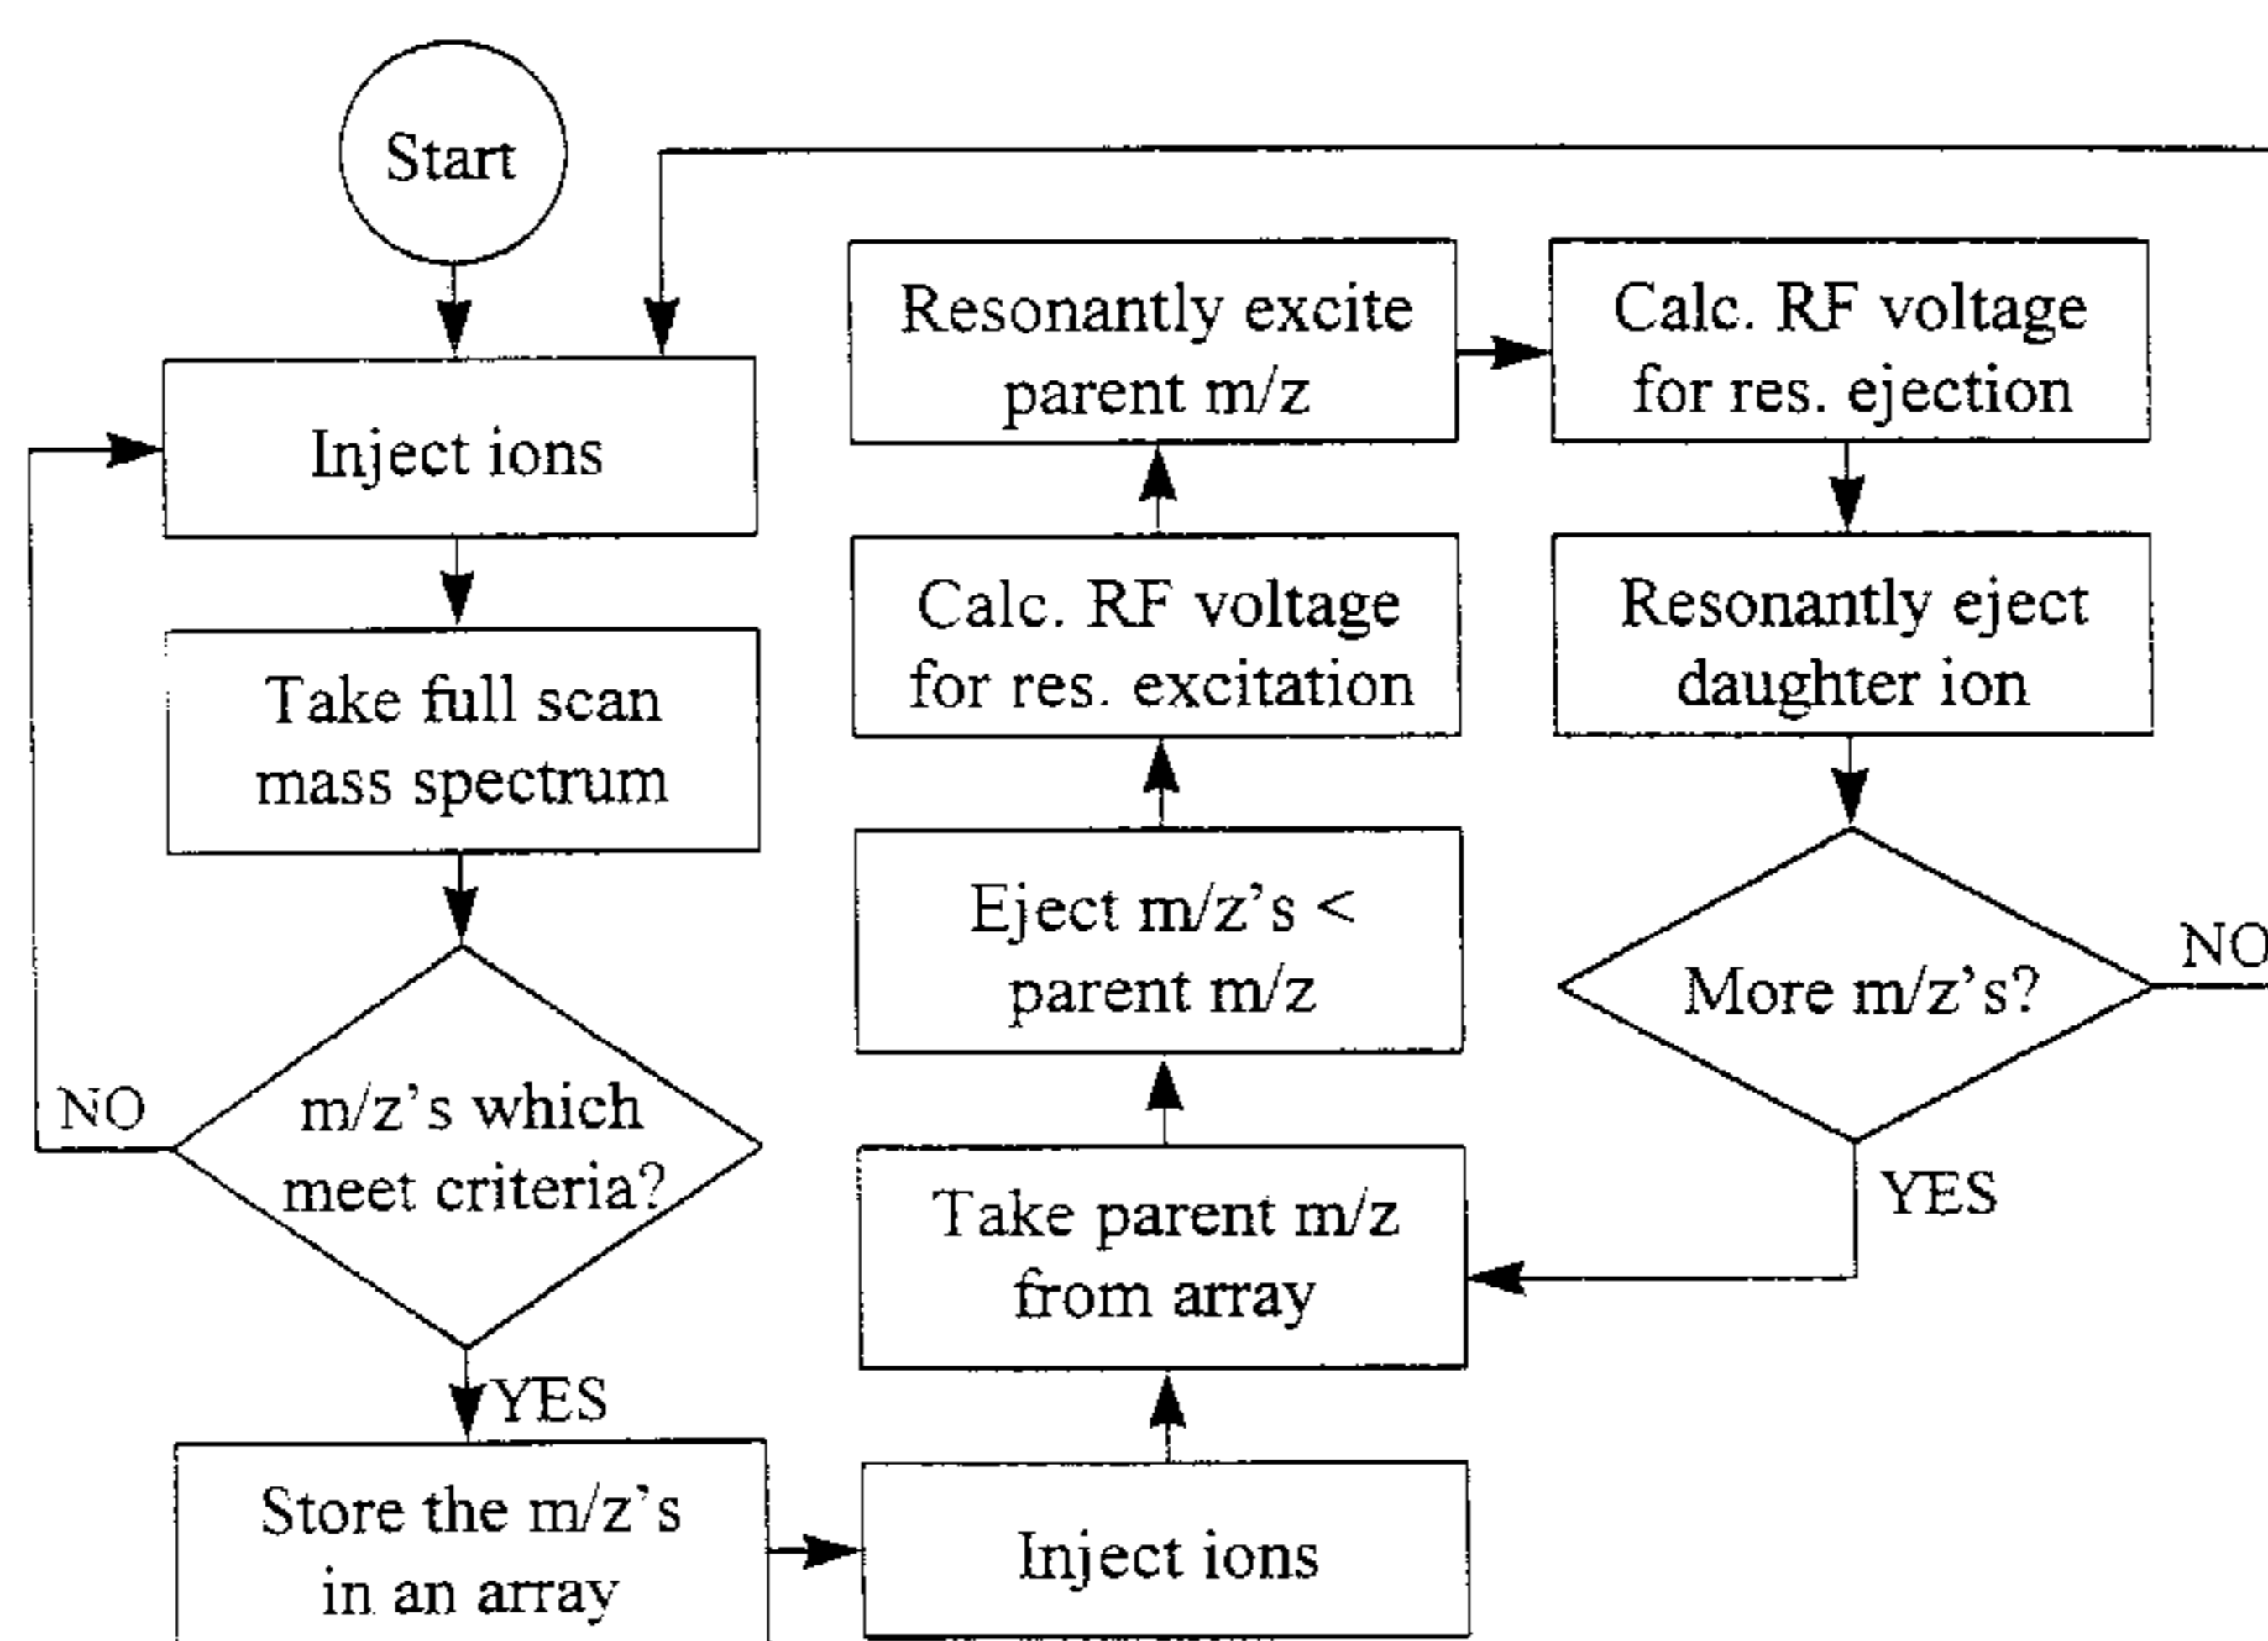 Start
Inject ions
Take full scan
mass spectrum
m/z's which
meet criteria?
NO
YES
Store the m/z's
in an array
Inject ions
Take parent m/z
from array
Eject m/z's <
parent m/z
Calc. RF voltage
for res. excitation
Resonantly excite
parent m/z
Calc. RF voltage
for res. ejection
Resonantly eject
daughter ion
More m/z's?
NO
YES